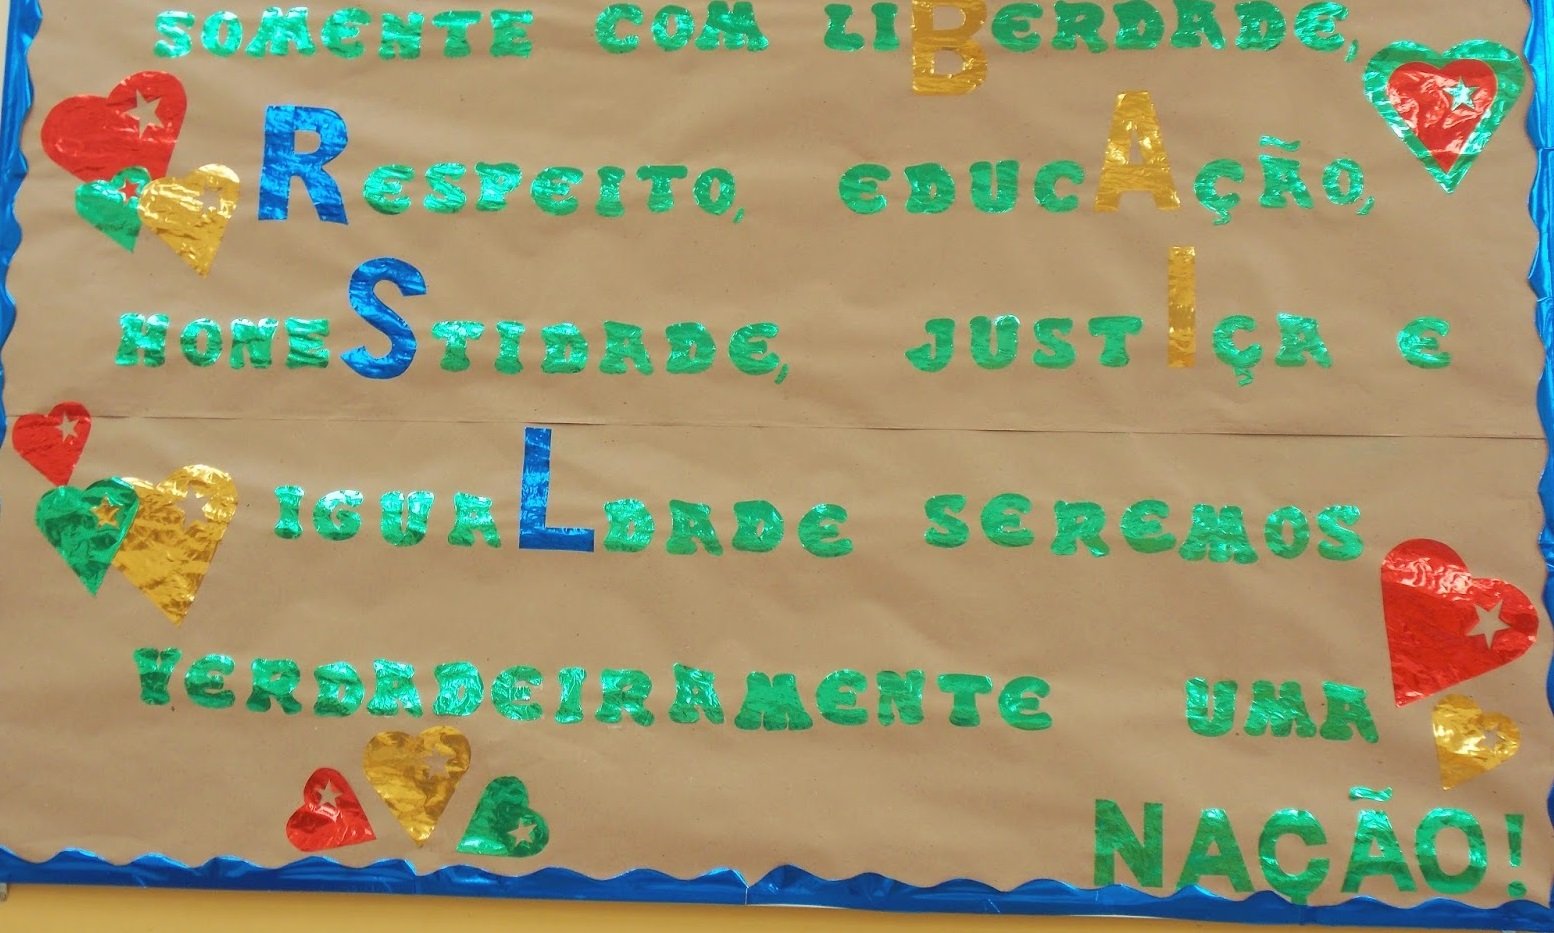 SOMENTE COM LIBERDADE,
RESPEITO, EDUCAÇÃO,
HONESTIDADE, JUSTIÇA E
IGUALDADE SEREMOS
VERDADEIRAMENTE UMA
NAÇÃO!